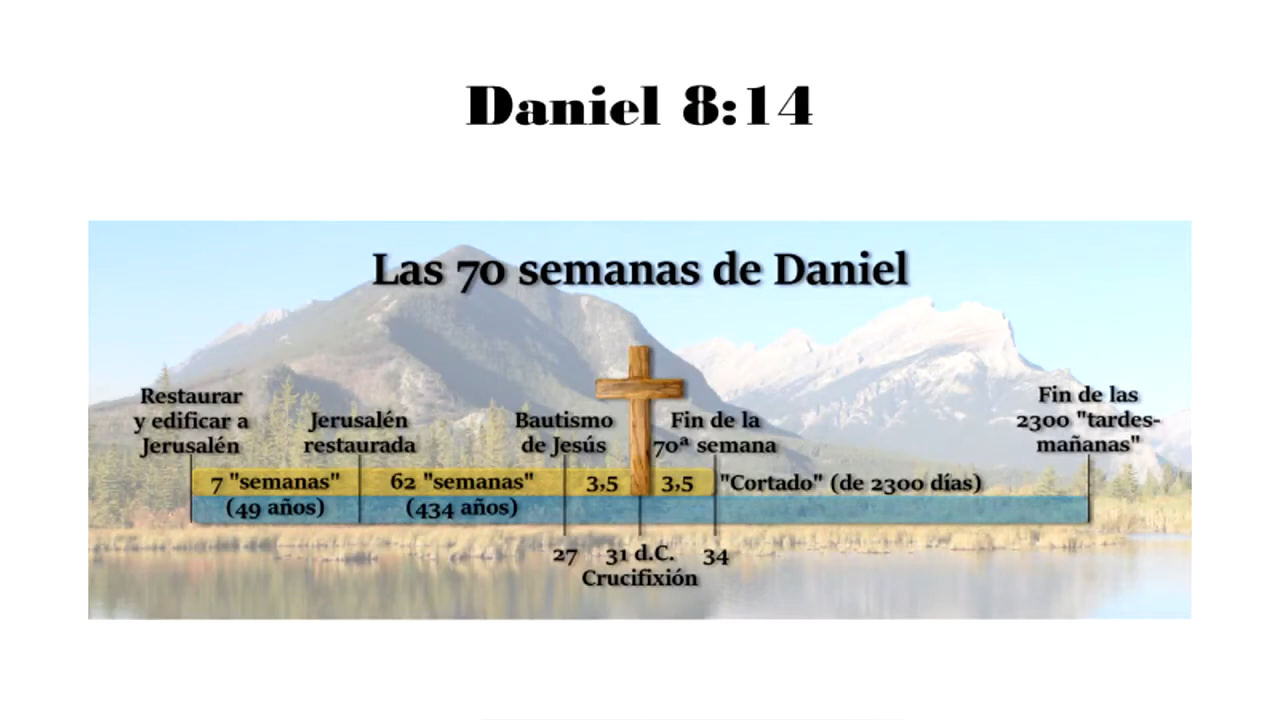 Daniel 8:14
Las 70 semanas de Daniel
Restaurar
y edificar a
Jerusalén
Jerusalén
restaurada
Bautismo
de Jesús
Fin de la
70ª semana
Fin de las
2300 "tardes-
mañanas"
7 "semanas"
62 "semanas"
3,5
3,5
"Cortado" (de 2300 días)
(49 años)
(434 años)
27
31 d.C.
34
Crucifixión